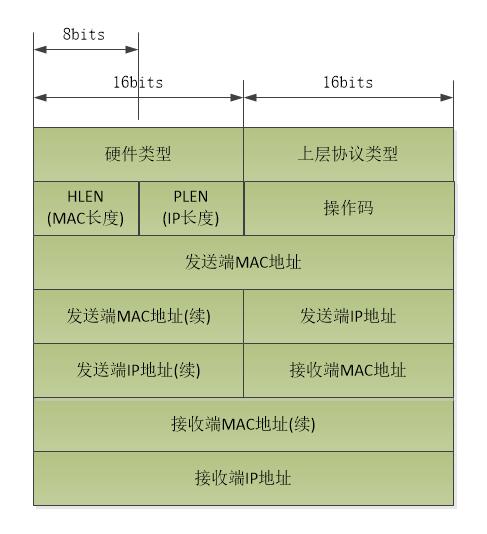 8bits
16bits
16bits
硬件类型
上层协议类型
HLEN
(MAC长度)
PLEN
(IP长度)
操作码
发送端MAC地址
发送端MAC地址(续)
发送端IP地址
发送端IP地址(续)
接收端MAC地址
接收端MAC地址(续)
接收端IP地址